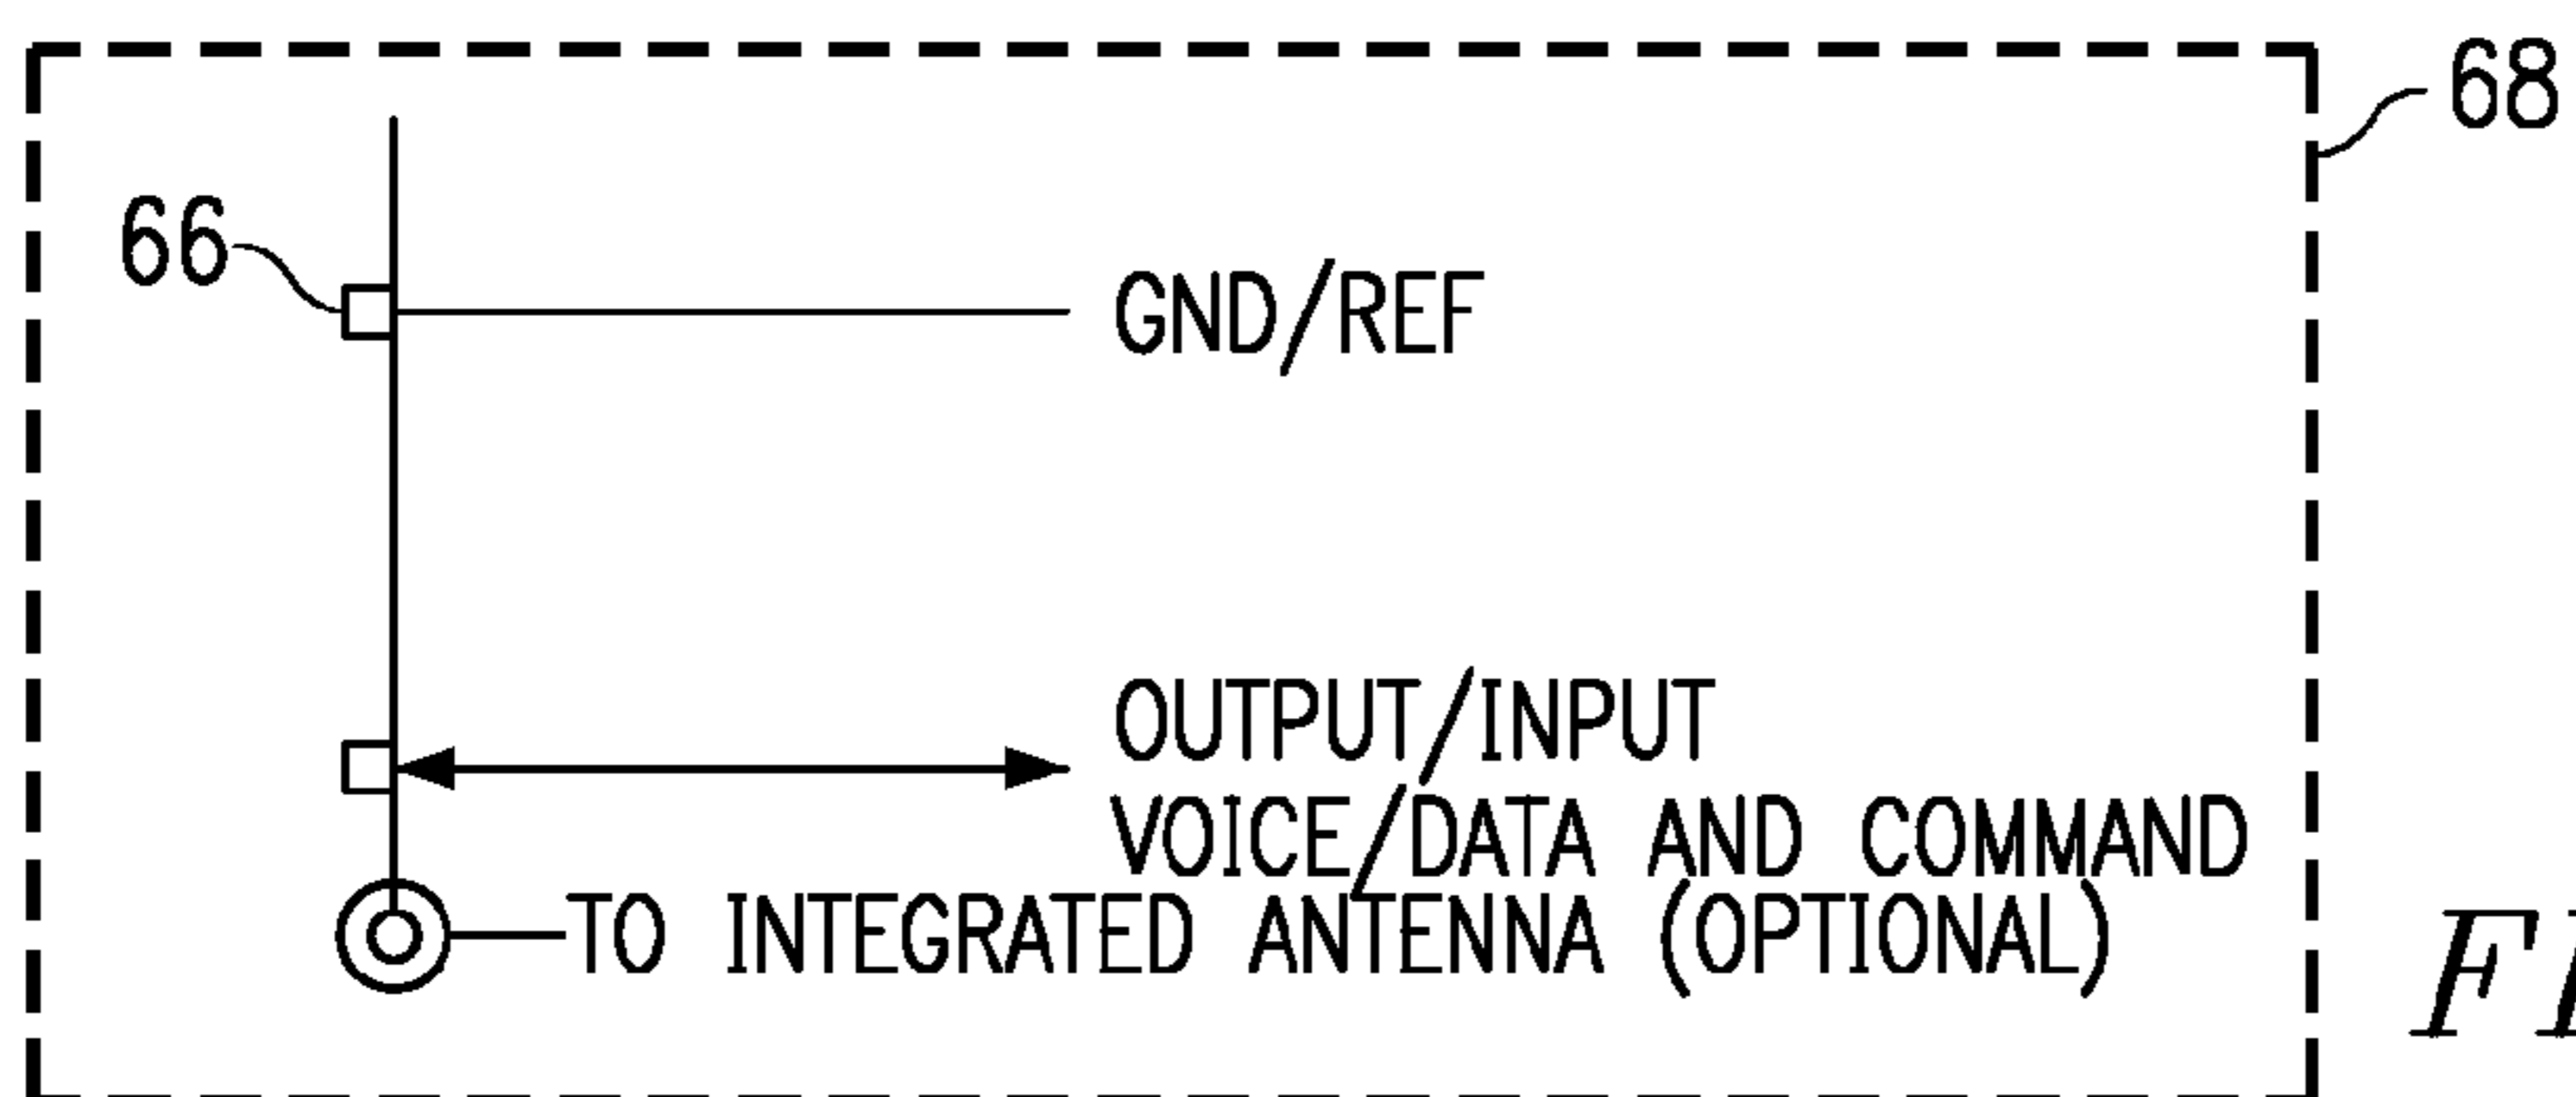 68
66
GND/REF
OUTPUT/INPUT
VOICE/DATA AND COMMAND
TO INTEGRATED ANTENNA (OPTIONAL)